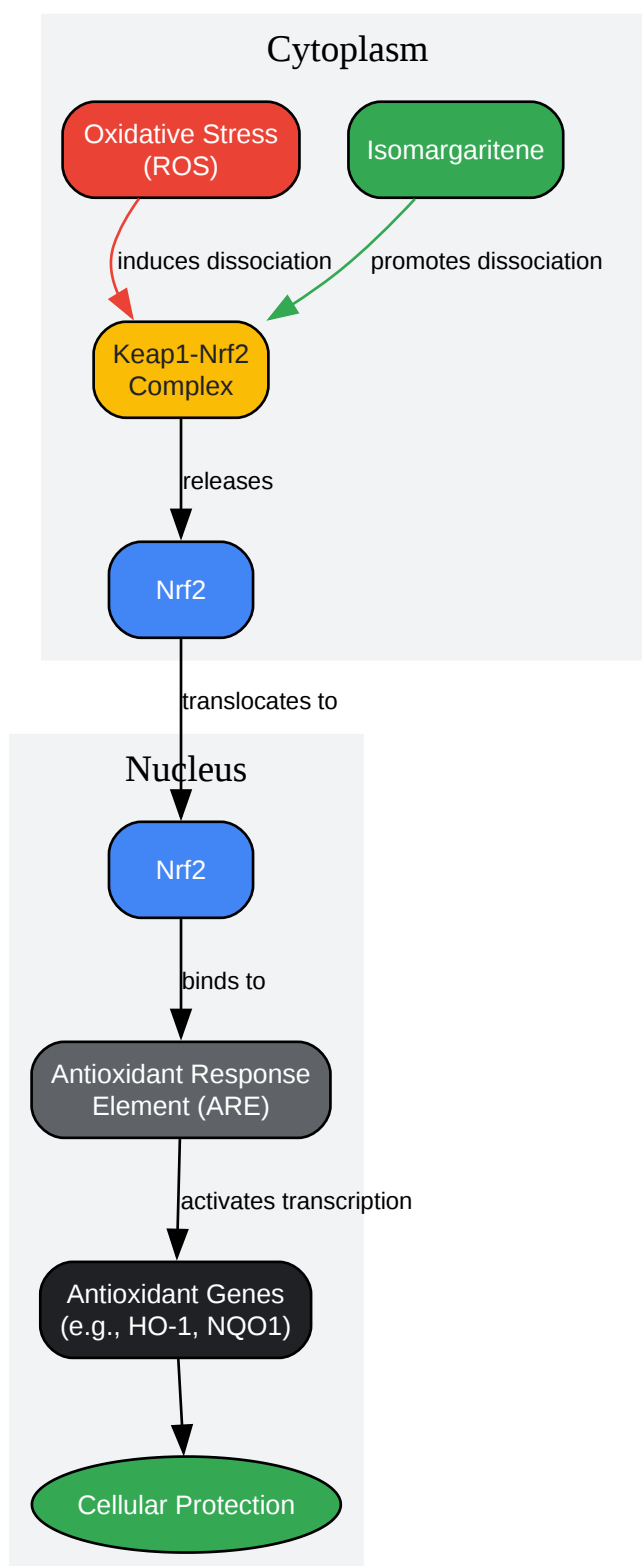 Cytoplasm
Oxidative Stress
(ROS)
Isomargaritene
induces dissociation
promotes dissociation
Keap1-Nrf2
Complex
releases
Nrf2
translocates to
Nucleus
Nrf2
binds to
Antioxidant Response
Element (ARE)
activates transcription
Antioxidant Genes
(e.g., HO-1, NQO1)
Cellular Protection